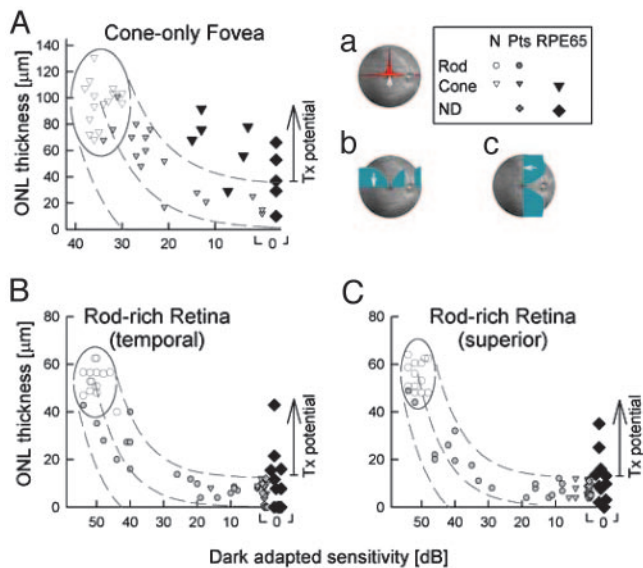 A
Cone-only Fovea
ONL thickness [µm]
140
120
100
80
60
40
20
0
40 30 20 10 0
Tx potential
a
b
c
N Pts RPE65
Rod
Cone
ND
B
Rod-rich Retina
(temporal)
ONL thickness [µm]
80
60
40
20
0
50 40 30 20 10 0
Tx potential
C
Rod-rich Retina
(superior)
80
60
40
20
0
50 40 30 20 10 0
Tx potential
Dark adapted sensitivity [dB]